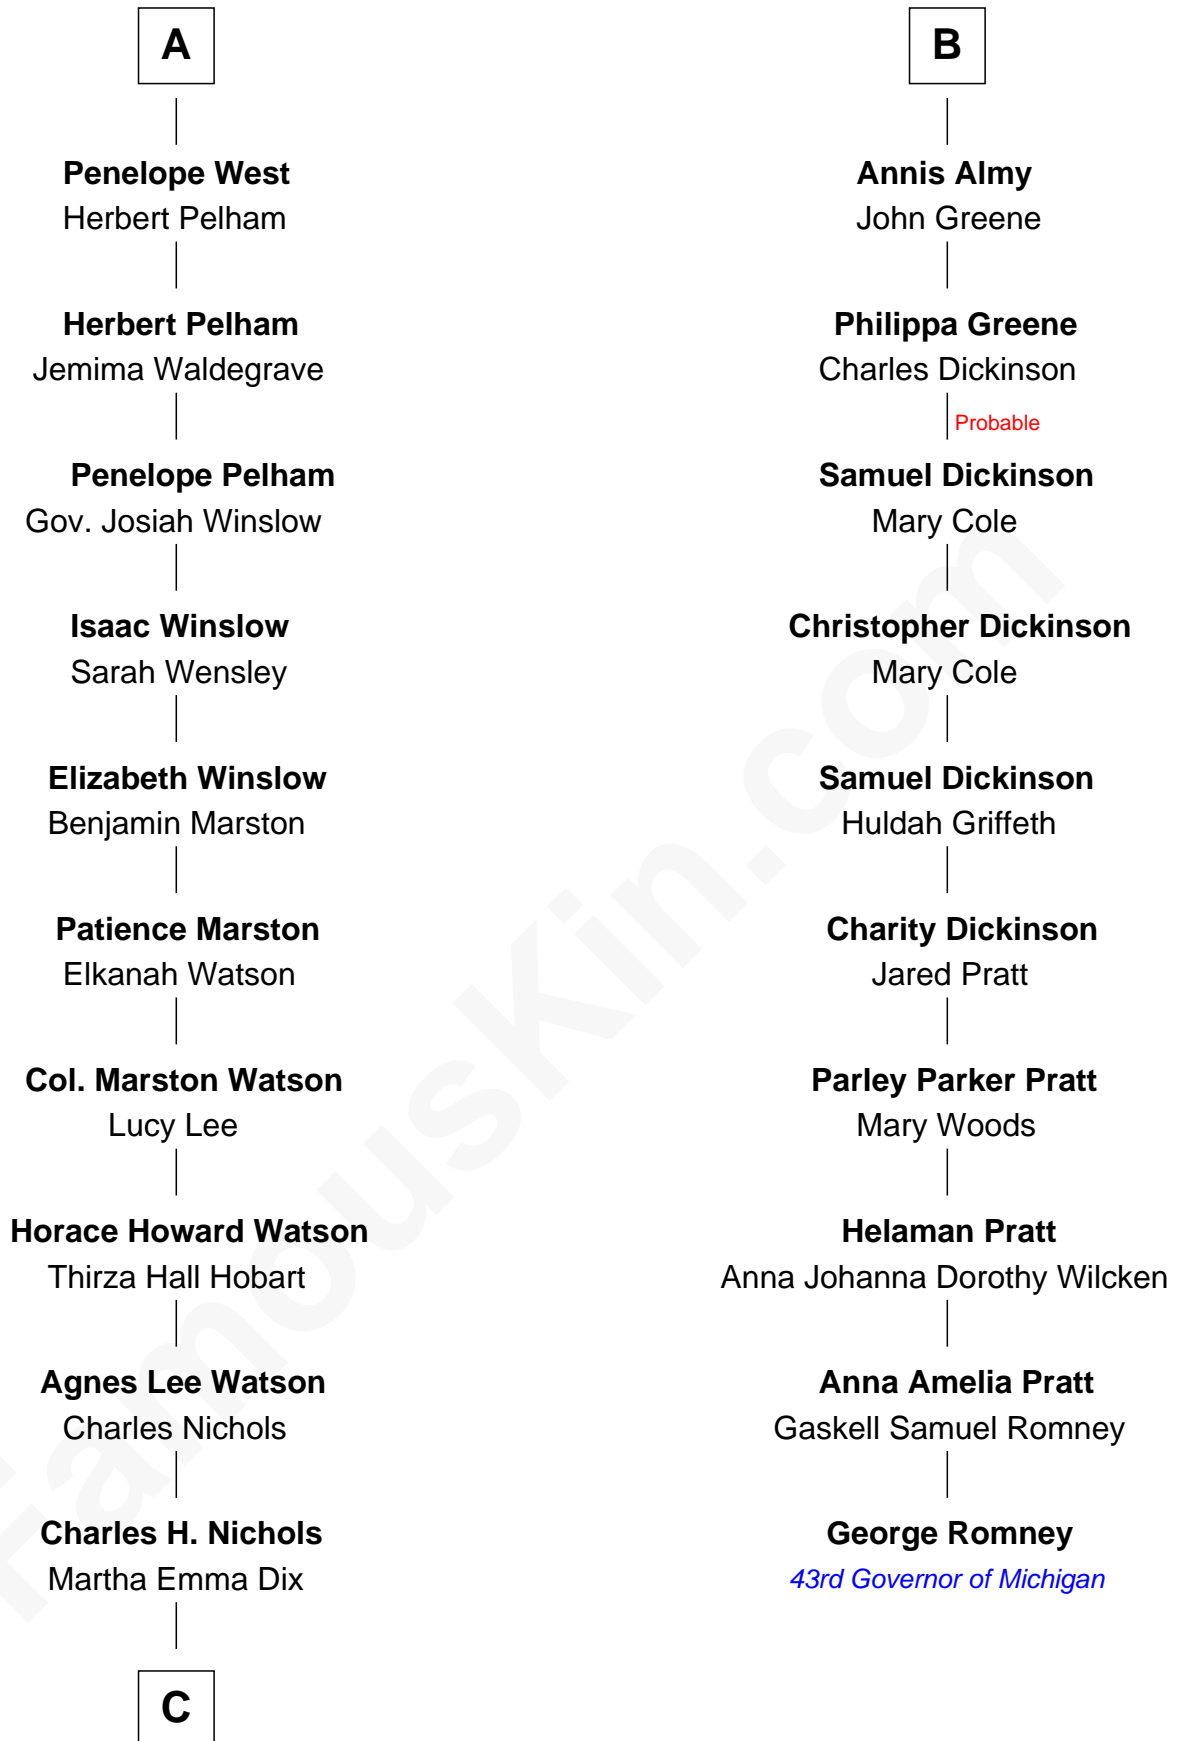 A
Penelope West
Herbert Pelham
Herbert Pelham
Jemima Waldegrave
Penelope Pelham
Gov. Josiah Winslow
Isaac Winslow
Sarah Wensley
Elizabeth Winslow
Benjamin Marston
Patience Marston
Elkanah Watson
Col. Marston Watson
Lucy Lee
Horace Howard Watson
Thirza Hall Hobart
Agnes Lee Watson
Charles Nichols
Charles H. Nichols
Martha Emma Dix
C
B
Annis Almy
John Greene
Philippa Greene
Charles Dickinson
Probable
Samuel Dickinson
Mary Cole
Christopher Dickinson
Mary Cole
Samuel Dickinson
Huldah Griffeth
Charity Dickinson
Jared Pratt
Parley Parker Pratt
Mary Woods
Helaman Pratt
Anna Johanna Dorothy Wilcken
Anna Amelia Pratt
Gaskell Samuel Romney
George Romney
43rd Governor of Michigan
FamousKin.com